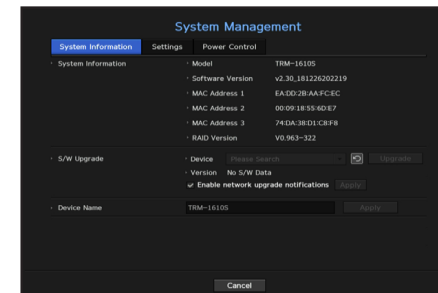 System Management
System Information Settings Power Control
System Information Model TRM-1610S
Software Version v2.30_181226202219
MAC Address 1 EA:DD:2B:AA:FC:EC
MAC Address 2 00:09:18:55:6D:E7
MAC Address 3 74:DA:38:D1:C8:F8
RAID Version V0.963-322
S/W Upgrade Device Please Search Upgrade
Version No S/W Data
Enable network upgrade notifications Apply
Device Name TRM-1610S Apply
Cancel